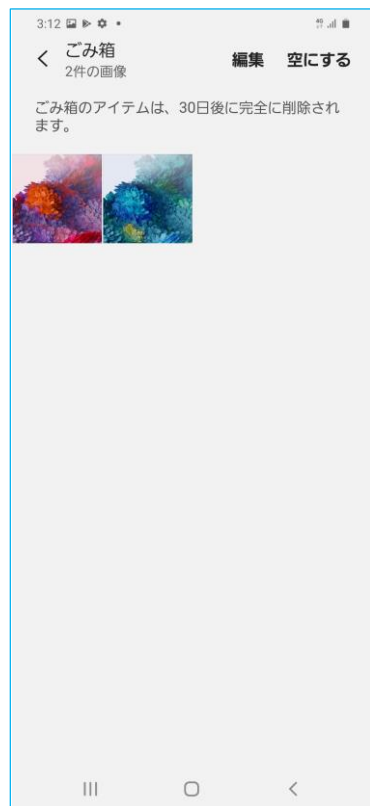 3:12
ごみ箱
2件の画像
編集 空にする
ごみ箱のアイテムは、30日後に完全に削除され
ます。